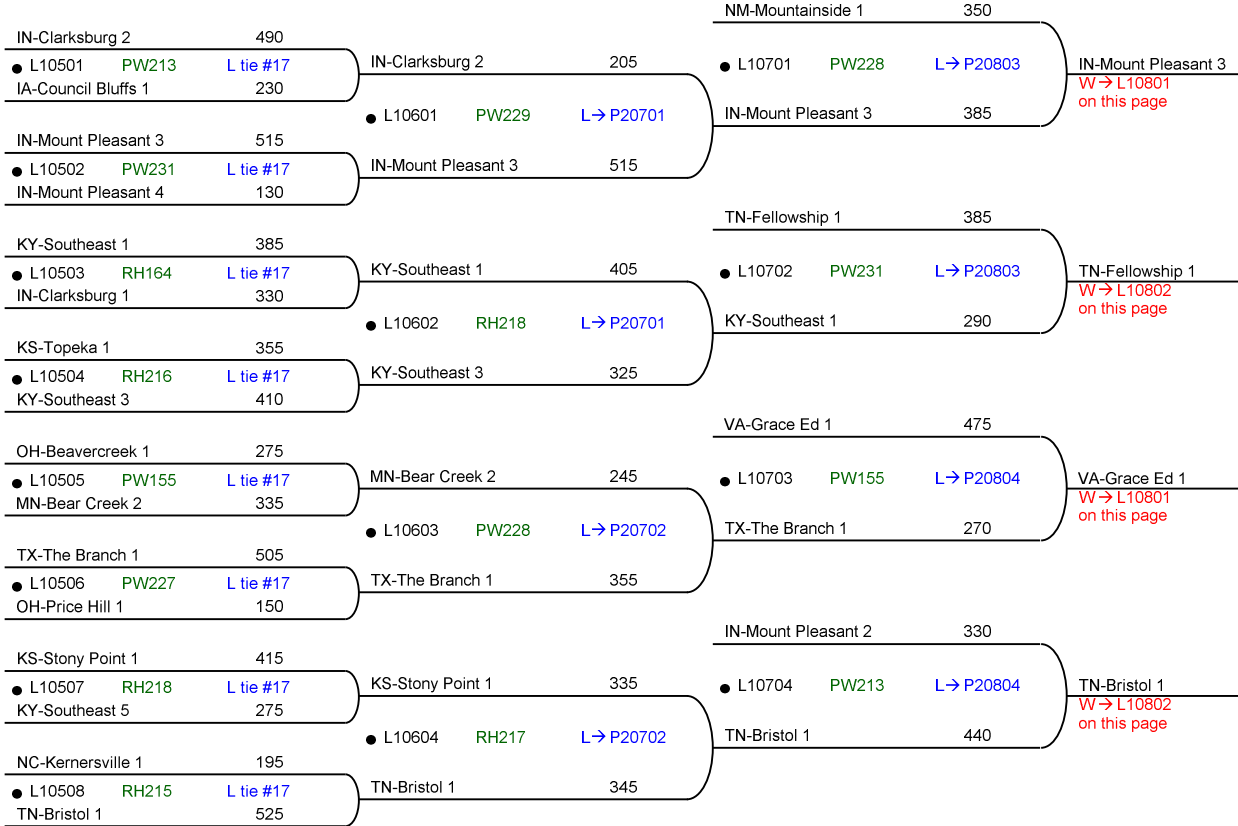 IN-Clarksburg 2 490
L10501 PW213 L tie #17
IA-Council Bluffs 1 230
IN-Mount Pleasant 3 515
L10502 PW231 L tie #17
IN-Mount Pleasant 4 130
KY-Southeast 1 385
L10503 RH164 L tie #17
IN-Clarksburg 1 330
KS-Topeka 1 355
L10504 RH216 L tie #17
KY-Southeast 3 410
OH-Beavercreek 1 275
L10505 PW155 L tie #17
MN-Bear Creek 2 335
TX-The Branch 1 505
L10506 PW227 L tie #17
OH-Price Hill 1 150
KS-Stony Point 1 415
L10507 RH218 L tie #17
KY-Southeast 5 275
NC-Kernersville 1 195
L10508 RH215 L tie #17
TN-Bristol 1 525
IN-Clarksburg 2 205
L10601 PW229 L→P20701
IN-Mount Pleasant 3 515
KY-Southeast 1 405
L10602 RH218 L→P20701
KY-Southeast 3 325
MN-Bear Creek 2 245
L10603 PW228 L→P20702
TX-The Branch 1 355
KS-Stony Point 1 335
L10604 RH217 L→P20702
TN-Bristol 1 345
NM-Mountainside 1 350
L10701 PW228 L→P20803
IN-Mount Pleasant 3 385
TN-Fellowship 1 385
L10702 PW231 L→P20803
KY-Southeast 1 290
VA-Grace Ed 1 475
L10703 PW155 L→P20804
TX-The Branch 1 270
IN-Mount Pleasant 2 330
L10704 PW213 L→P20804
TN-Bristol 1 440
IN-Mount Pleasant 3
W→L10801
on this page
TN-Fellowship 1
W→L10802
on this page
VA-Grace Ed 1
W→L10801
on this page
TN-Bristol 1
W→L10802
on this page